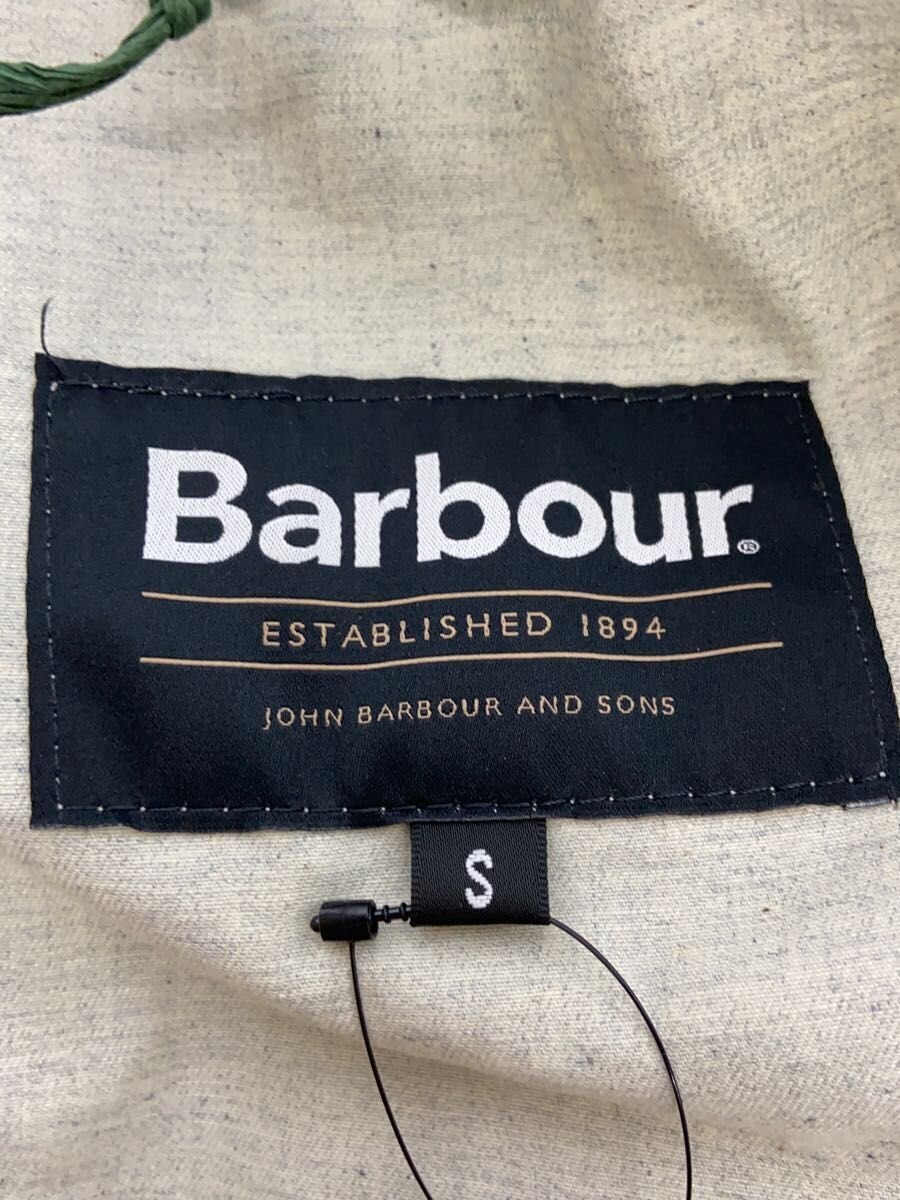 Barbour®
ESTABLISHED 1894
JOHN BARBOUR AND SONS
S